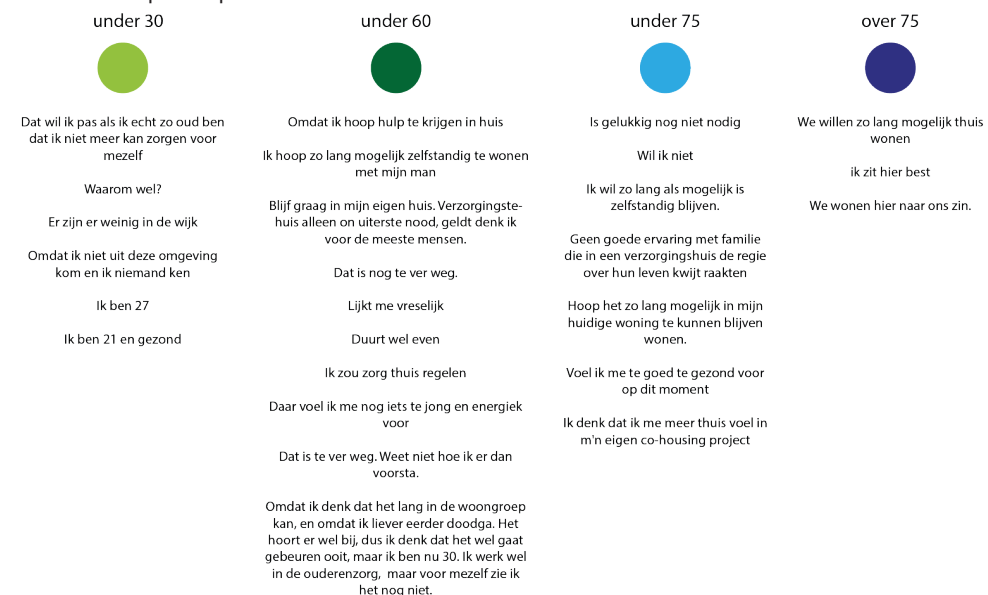 under 30
Dat wil ik pas als ik echt zo oud ben
dat ik niet meer kan zorgen voor
mezelf
Waarom wel?
Er zijn er weinig in de wijk
Omdat ik niet uit deze omgeving
kom en ik niemand ken
Ik ben 27
Ik ben 21 en gezond
under 60
Omdat ik hoop hulp te krijgen in huis
Ik hoop zo lang mogelijk zelfstandig te wonen
met mijn man
Blijf graag in mijn eigen huis. Verzorgingste-
huis alleen on uiterste nood, geldt denk ik
voor de meeste mensen.
Dat is nog te ver weg.
Lijkt me vreselijk
Duurt wel even
Ik zou zorg thuis regelen
Daar voel ik me nog iets te jong en energiek
voor
Dat is te ver weg. Weet niet hoe ik er dan
voorsta.
Omdat ik denk dat het lang in de woongroep
kan, en omdat ik liever eerder doodga. Het
hoort er wel bij, dus ik denk dat het wel gaat
gebeuren ooit, maar ik ben nu 30. Ik werk wel
in de ouderenzorg,  maar voor mezelf zie ik
het nog niet.
under 75
Is gelukkig nog niet nodig
Wil ik niet
Ik wil zo lang als mogelijk is
zelfstandig blijven.
Geen goede ervaring met familie
die in een verzorgingshuis de regie
over hun leven kwijt raakten
Hoop het zo lang mogelijk in mijn
huidige woning te kunnen blijven
wonen.
Voel ik me te goed te gezond voor
op dit moment
Ik denk dat ik me meer thuis voel in
m'n eigen co-housing project
over 75
We willen zo lang mogelijk thuis
wonen
ik zit hier best
We wonen hier naar ons zin.